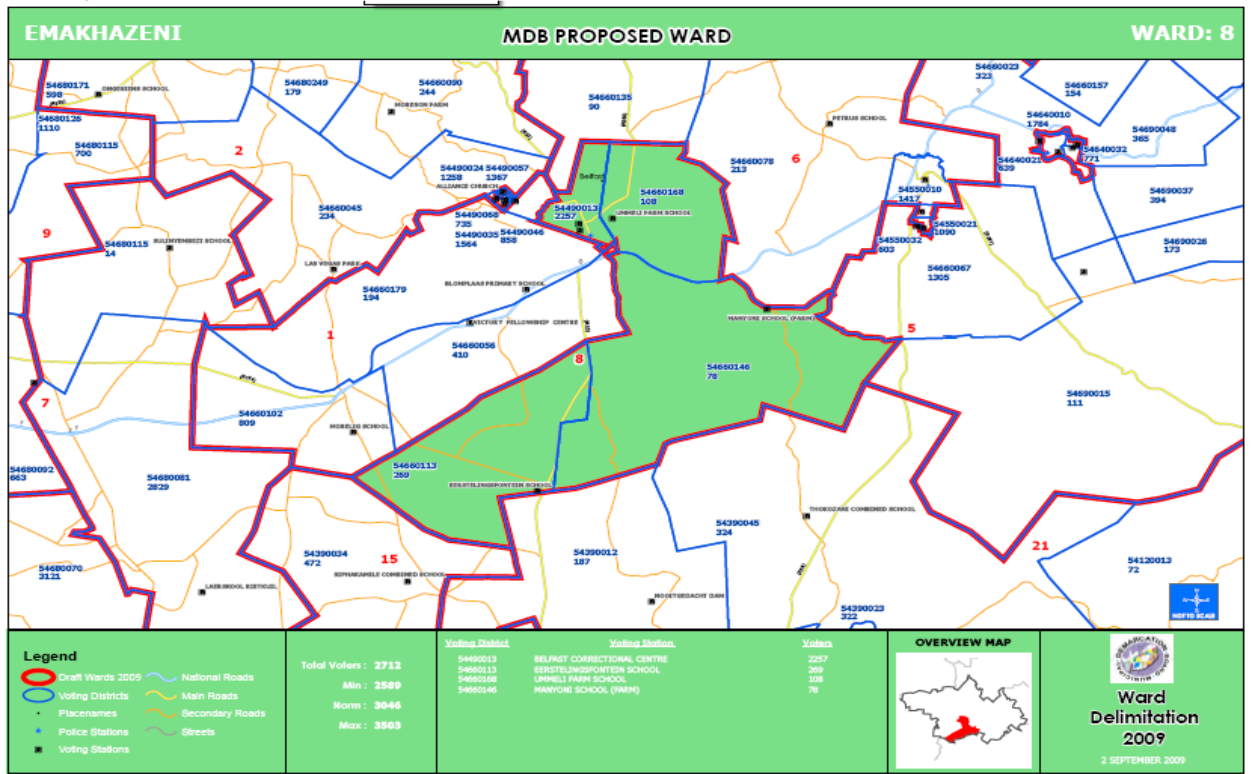 EMAKHAZENI
MDB PROPOSED WARD
WARD: 8
54680171
598
ONGESIENS SCHOOL
54680249
179
54660090
244
MORESON FARM
54660135
90
54660023
323
54660157
154
54680126
1110
54680115
700
2
PETRUS SCHOOL
54640010
1784
54690048
365
6
54640032
771
54640021
639
54660078
213
54490024
1258
54490057
1367
ALLIANCE CHURCH
Belfast
54660168
108
54490013
2257
UMMELI FARM SCHOOL
54550010
1417
54690037
394
54660045
234
54490068
735
54490035
1564
54490046
858
54550021
1090
54550032
603
9
54680115
14
54690026
173
LAS VEGAS PARK
54660179
194
BLOMPLAAS PRIMARY SCHOOL
54660067
1305
VICTORY FELLOWSHIP CENTRE
MANYONI SCHOOL (FARM)
1
5
54660056
410
8
54660146
78
54690015
111
7
54660102
809
MORELIG SCHOOL
54680092
663
54680081
2829
54660113
269
EERSTELINGSFONTEIN SCHOOL
54390045
324
THOKOZANI COMBINED SCHOOL
54390034
472
15
54390012
187
21
54120013
72
54680070
3121
SIPHAKAMILE COMBINED SCHOOL
NOOITGEDACHT DAM
54390023
322
NOT TO SCALE
Legend
Draft Wards 2009
National Roads
Voting Districts
Main Roads
Placenames
Secondary Roads
Police Stations
Streets
Voting Stations
Total Voters : 2712
Min : 2589
Norm : 3046
Max : 3503
Voting District Voting Station Voters
54490013 BELFAST CORRECTIONAL CENTRE 2257
54660113 EERSTELINGSFONTEIN SCHOOL 269
54660168 UMMELI FARM SCHOOL 108
54660146 MANYONI SCHOOL (FARM) 78
OVERVIEW MAP
Ward
Delimitation
2009
2 SEPTEMBER 2009